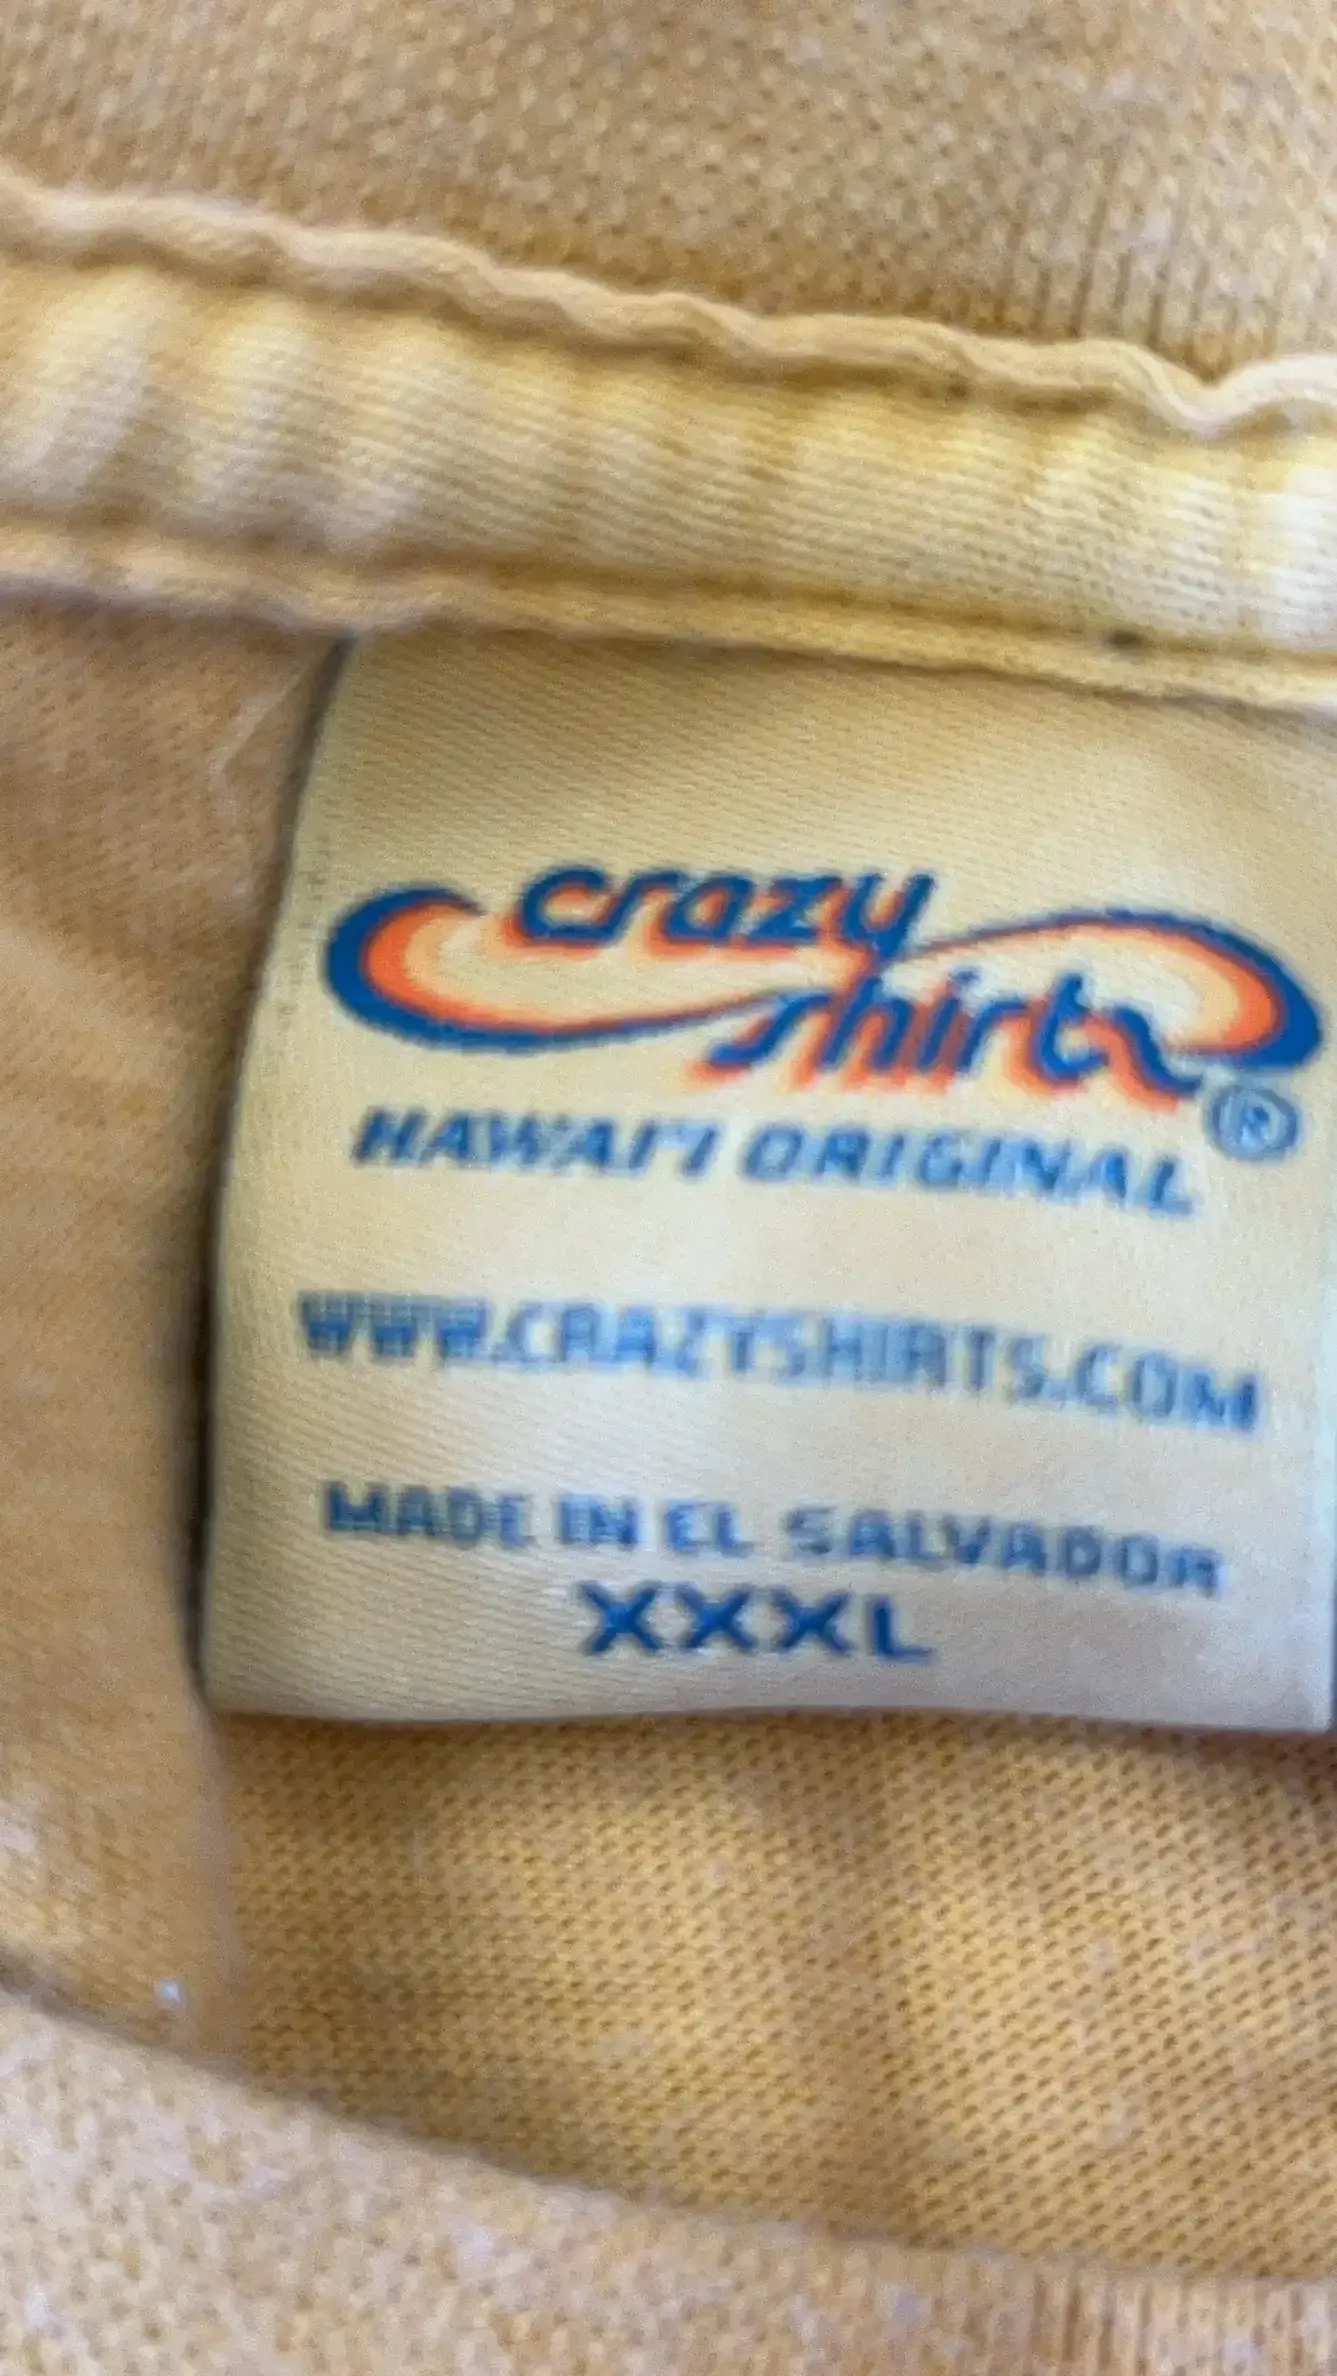 crazy
shirts®
HAWAI'I ORIGINAL
WWW.CRAZYSHIRTS.COM
MADE IN EL SALVADOR
XXXL